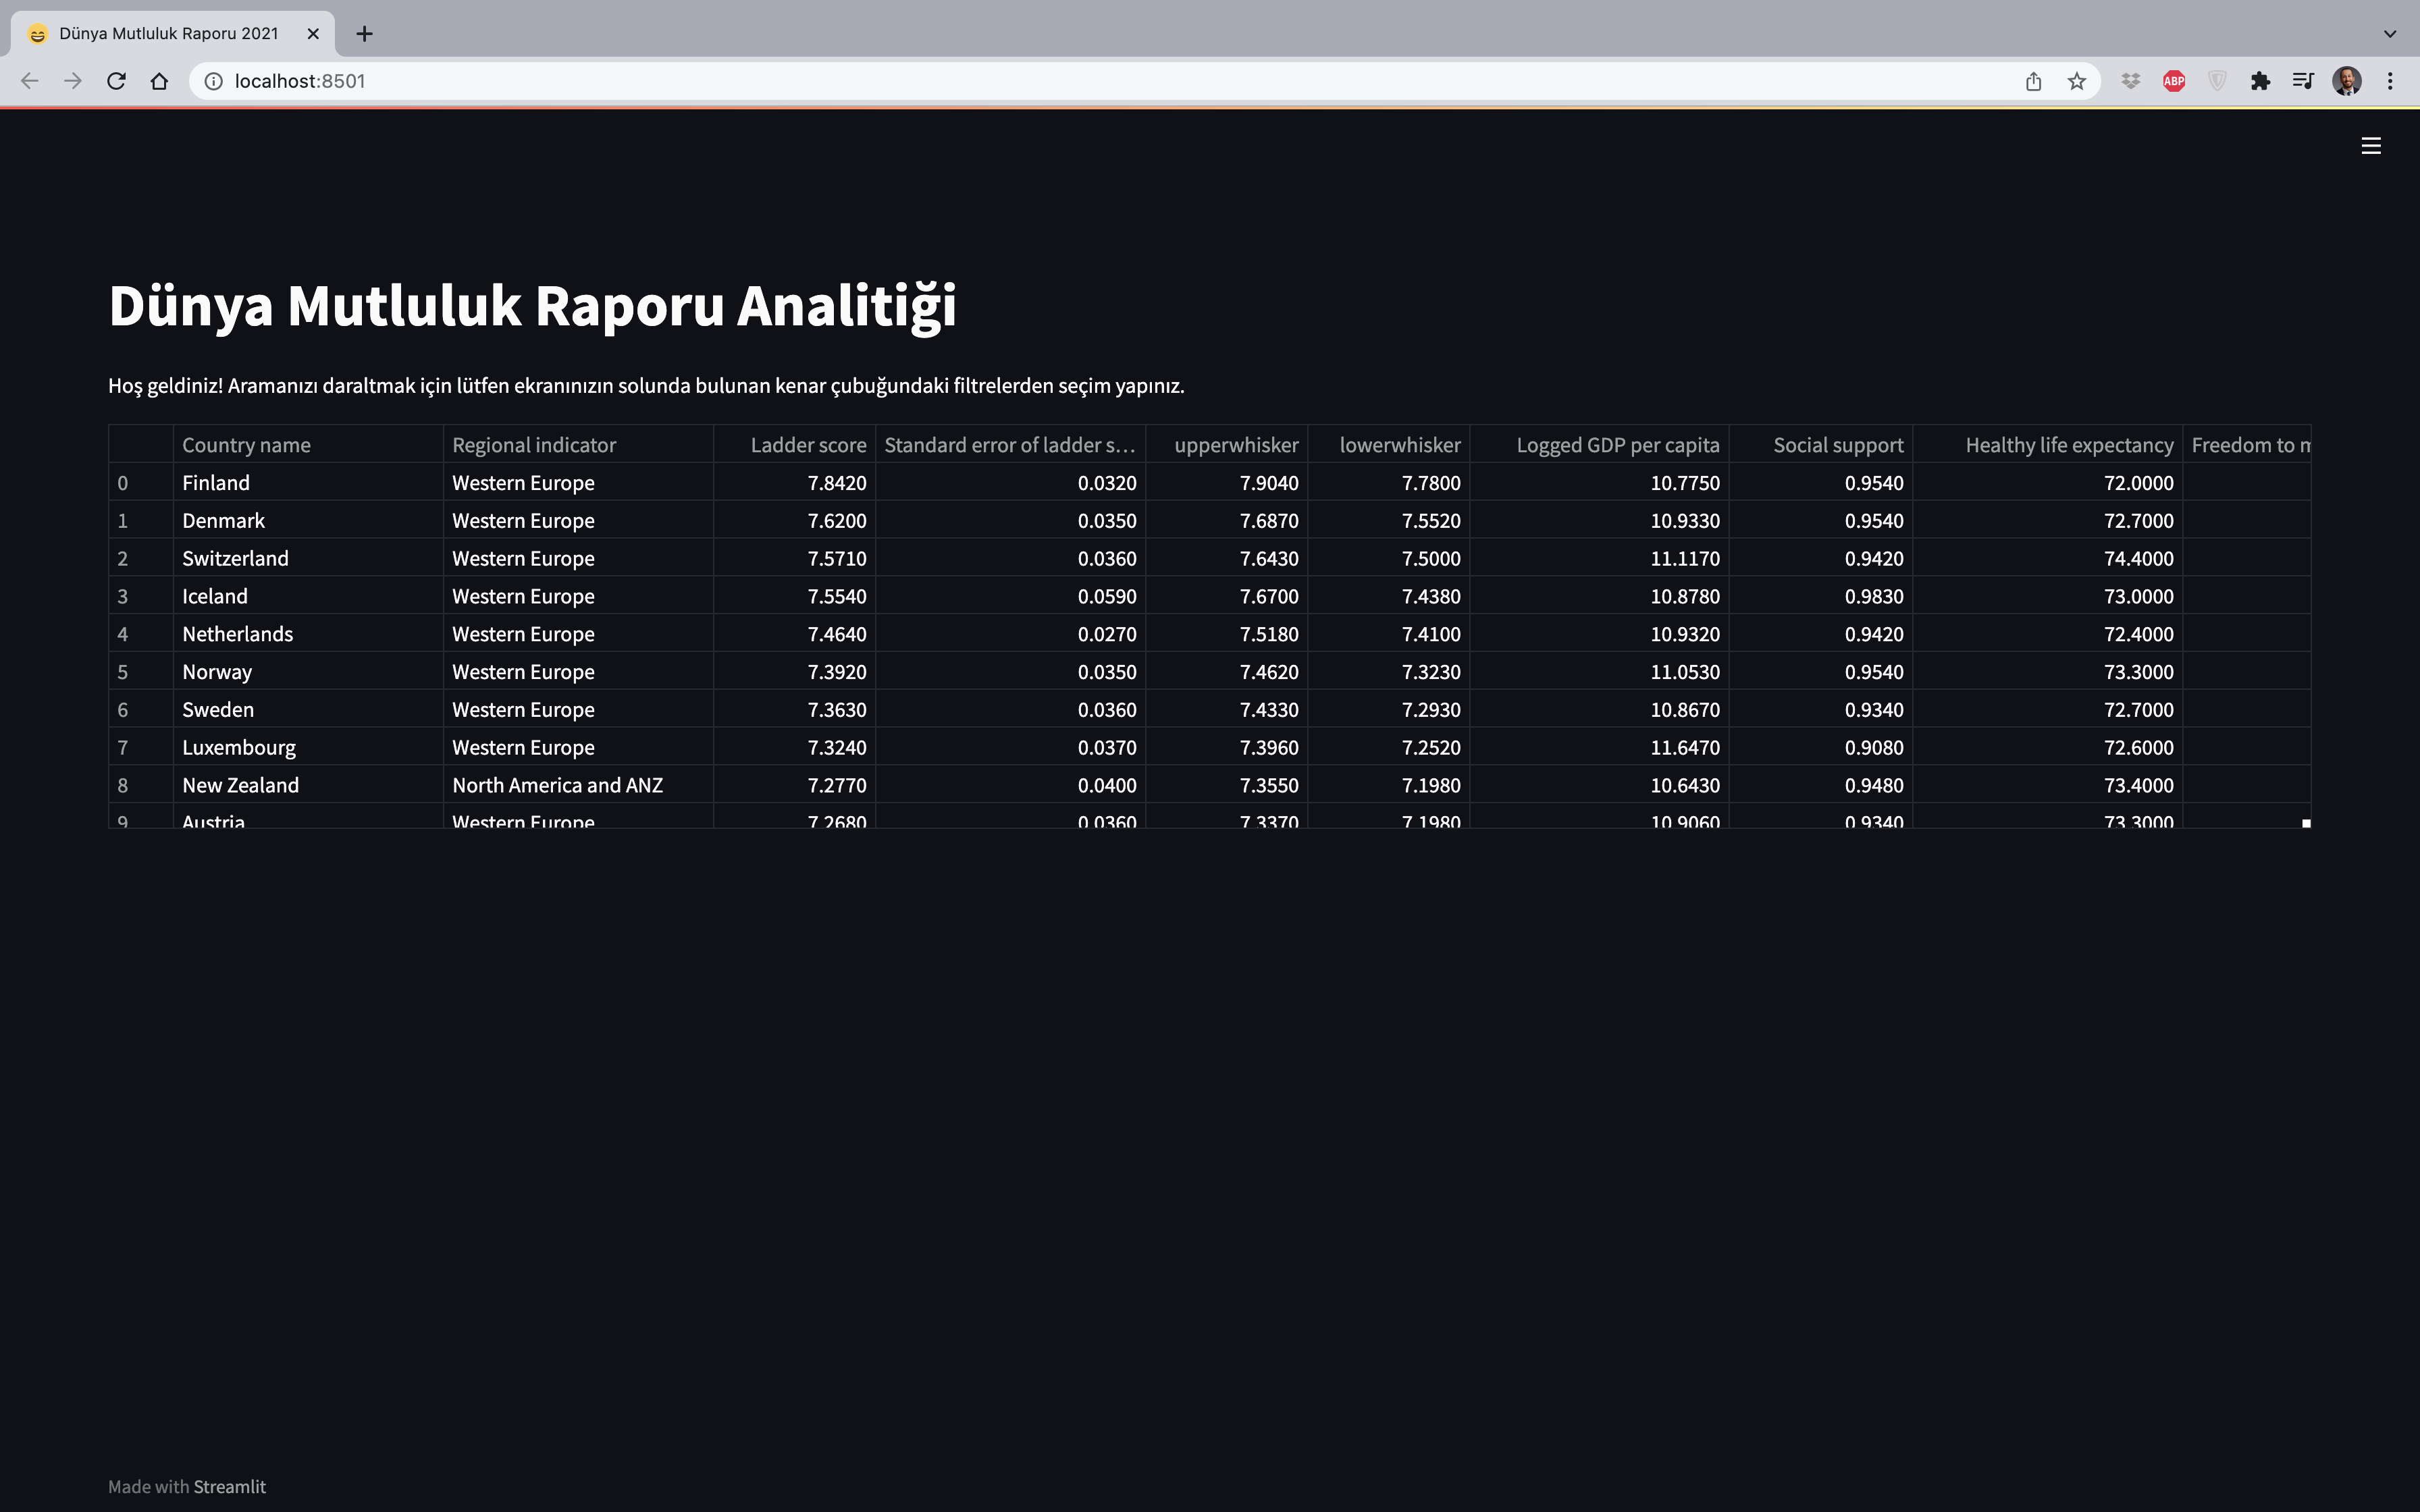 Dünya Mutluluk Raporu 2021
localhost:8501
ABP
Dünya Mutluluk Raporu Analitiği
Hoş geldiniz! Aramanızı daraltmak için lütfen ekranınızın solunda bulunan kenar çubuğundaki filtrelerden seçim yapınız.
Country name Regional indicator Ladder score Standard error of ladder s... upperwhisker lowerwhisker Logged GDP per capita Social support Healthy life expectancy Freedom to m
0 Finland Western Europe 7.8420 0.0320 7.9040 7.7800 10.7750 0.9540 72.0000
1 Denmark Western Europe 7.6200 0.0350 7.6870 7.5520 10.9330 0.9540 72.7000
2 Switzerland Western Europe 7.5710 0.0360 7.6430 7.5000 11.1170 0.9420 74.4000
3 Iceland Western Europe 7.5540 0.0590 7.6700 7.4380 10.8780 0.9830 73.0000
4 Netherlands Western Europe 7.4640 0.0270 7.5180 7.4100 10.9320 0.9420 72.4000
5 Norway Western Europe 7.3920 0.0350 7.4620 7.3230 11.0530 0.9540 73.3000
6 Sweden Western Europe 7.3630 0.0360 7.4330 7.2930 10.8670 0.9340 72.7000
7 Luxembourg Western Europe 7.3240 0.0370 7.3960 7.2520 11.6470 0.9080 72.6000
8 New Zealand North America and ANZ 7.2770 0.0400 7.3550 7.1980 10.6430 0.9480 73.4000
9 Austria Western Europe 7.2680 0.0360 7.3370 7.1980 10.9060 0.9340 73.3000
Made with Streamlit